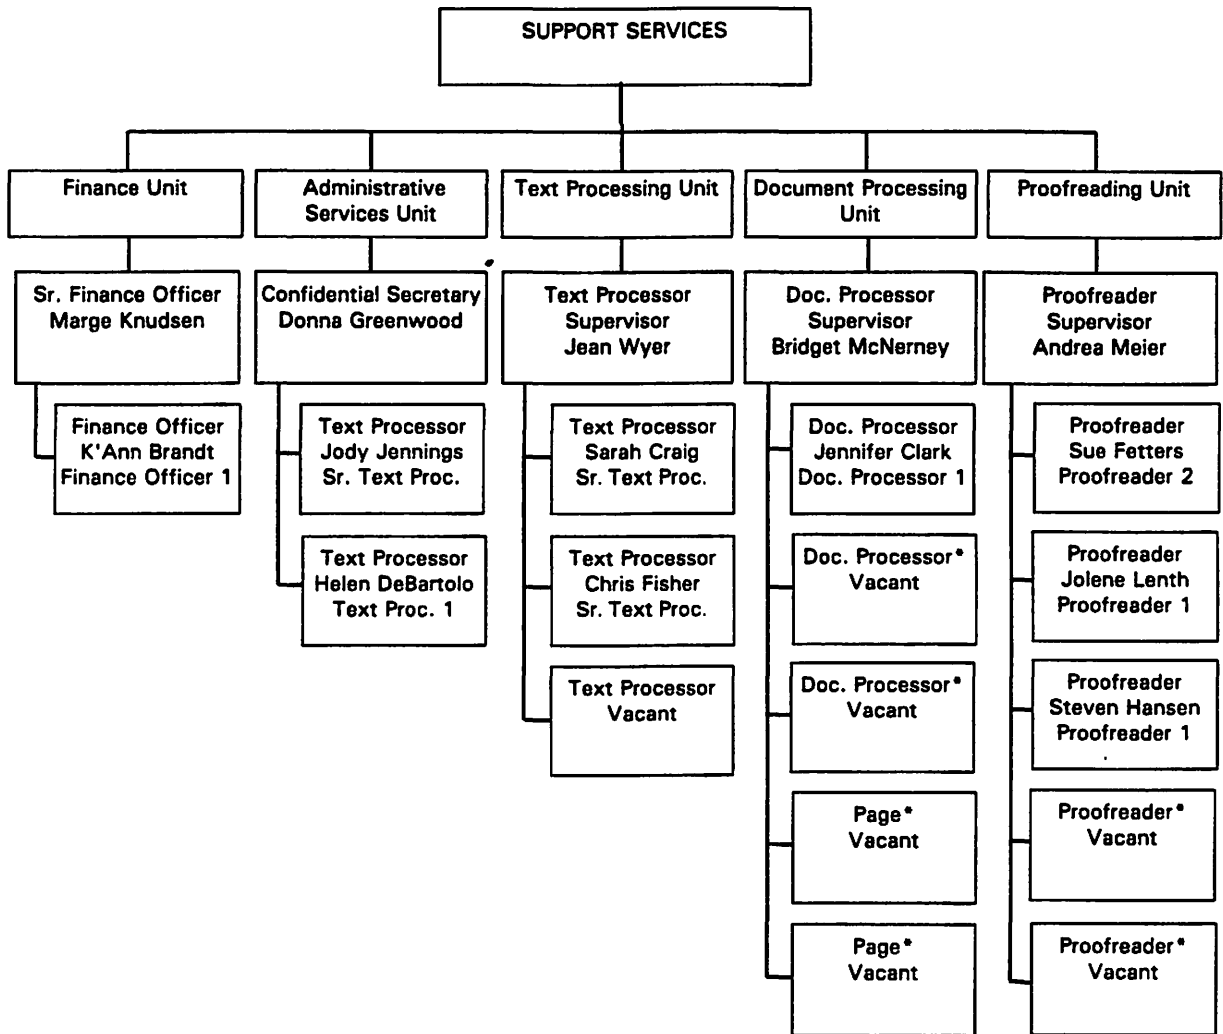 SUPPORT SERVICES
Finance Unit
Administrative
Services Unit
Text Processing Unit
Document Processing
Unit
Proofreading Unit
Sr. Finance Officer
Marge Knudsen
Confidential Secretary
Donna Greenwood
Text Processor
Supervisor
Jean Wyer
Doc. Processor
Supervisor
Bridget McNerney
Proofreader
Supervisor
Andrea Meier
Finance Officer
K'Ann Brandt
Finance Officer 1
Text Processor
Jody Jennings
Sr. Text Proc.
Text Processor
Sarah Craig
Sr. Text Proc.
Doc. Processor
Jennifer Clark
Doc. Processor 1
Proofreader
Sue Fetters
Proofreader 2
Text Processor
Helen DeBartolo
Text Proc. 1
Text Processor
Chris Fisher
Sr. Text Proc.
Doc. Processor*
Vacant
Proofreader
Jolene Lenth
Proofreader 1
Text Processor
Vacant
Doc. Processor*
Vacant
Proofreader
Steven Hansen
Proofreader 1
Page*
Vacant
Proofreader*
Vacant
Page*
Vacant
Proofreader*
Vacant